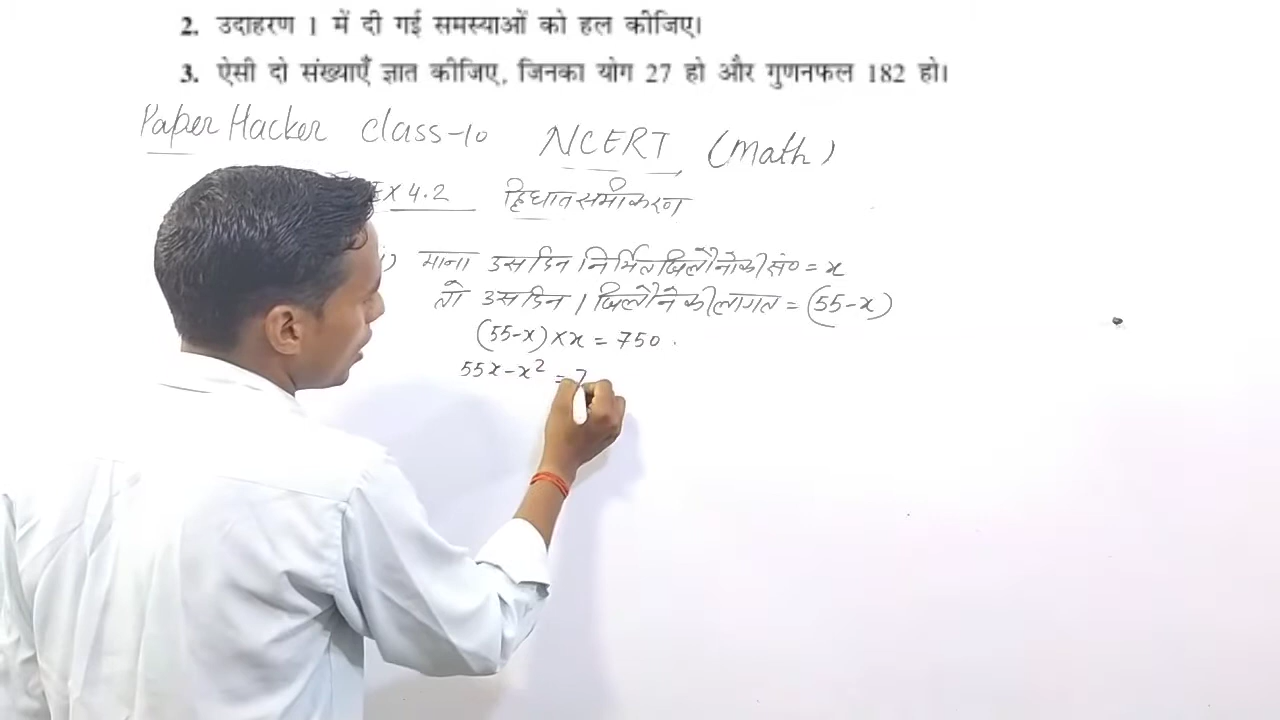 2. उदाहरण 1 में दी गई समस्याओं को हल कीजिए।
3. ऐसी दो संख्याएँ ज्ञात कीजिए, जिनका योग 27 हो और गुणनफल 182 हो।
Paper Hacker class-10 NCERT (Math)
EX 4.2 द्विघात समीकरण
माना उस दिन निर्मित खिलौनो की सं० = x
तो उस दिन 1 खिलौने की लागत = (55-x)
(55-x) × x = 750.
55x - x² = 7